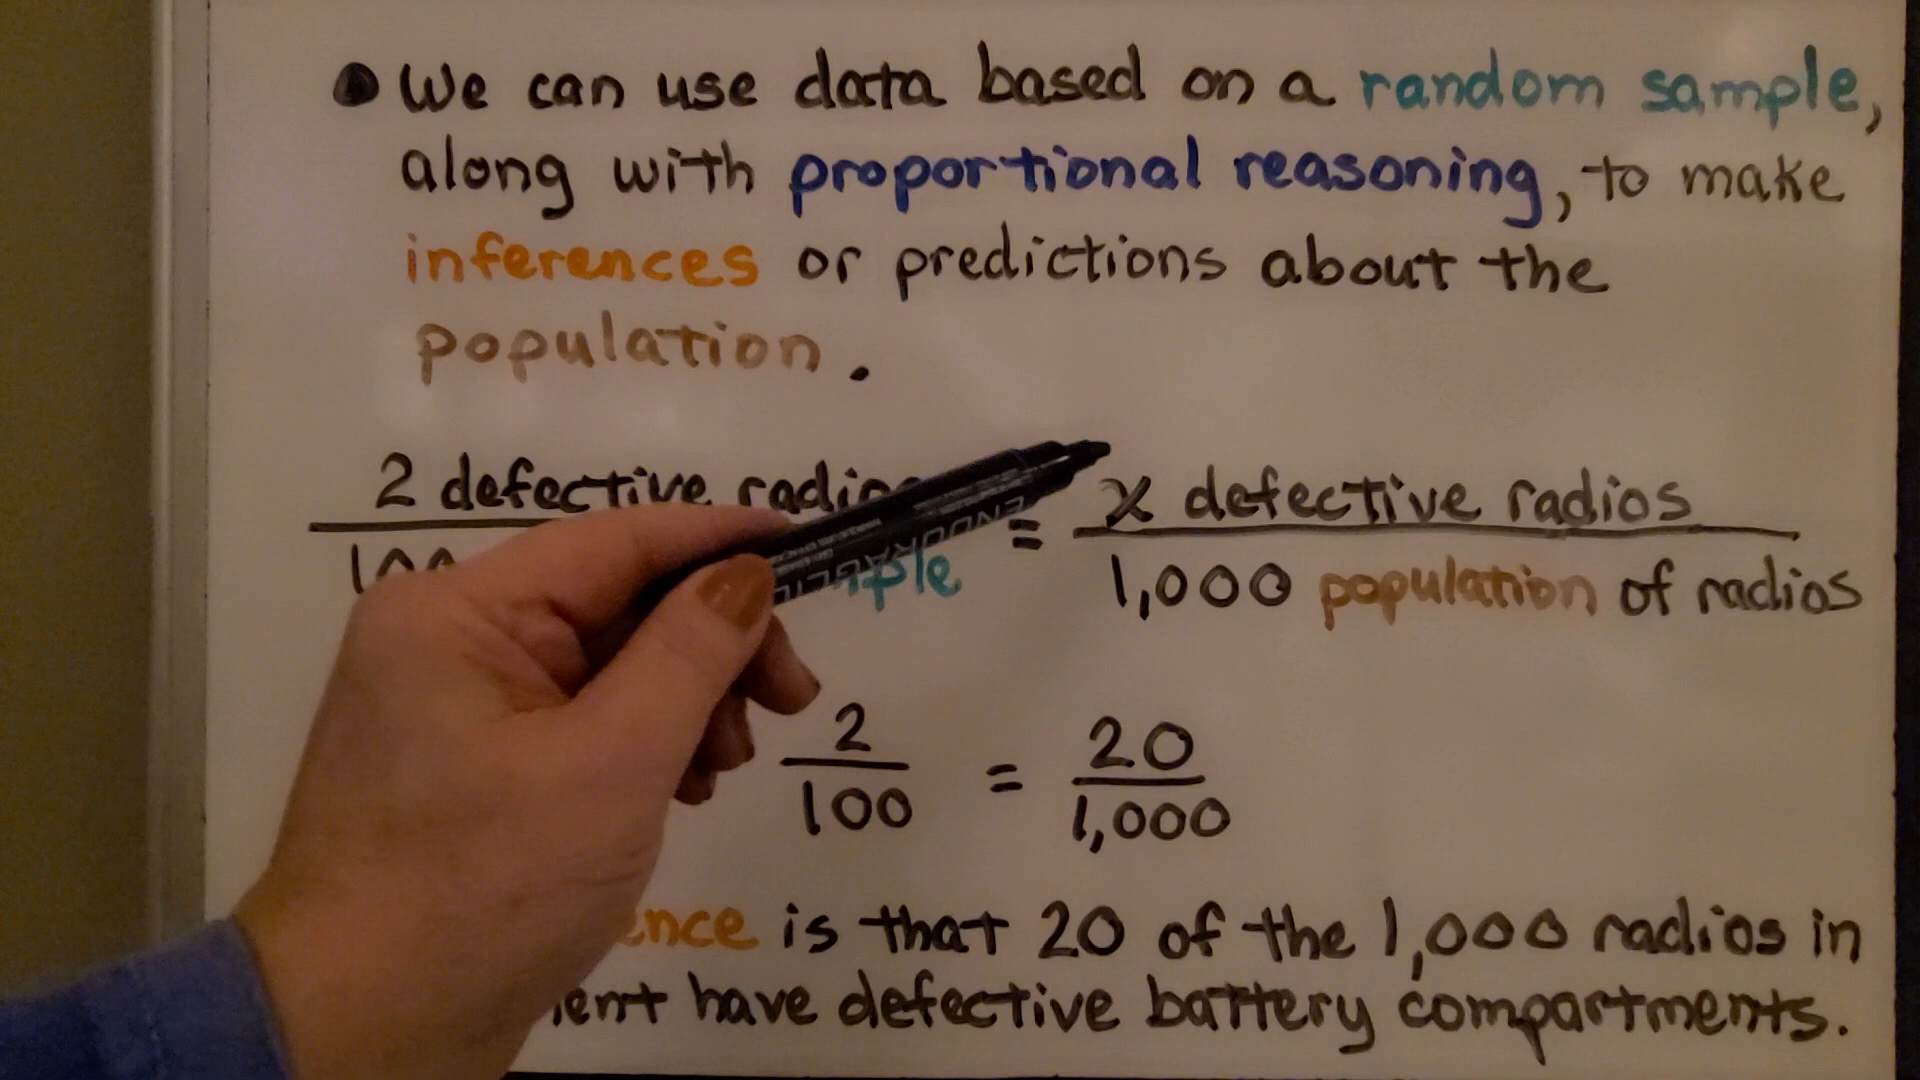 We can use data based on a random sample,
along with proportional reasoning, to make
inferences or predictions about the
population.
2 defective = x defective radios
1,000 population of radios
2 = 20
100 1,000
is that 20 of the 1,000 radios in
have defective battery compartments.